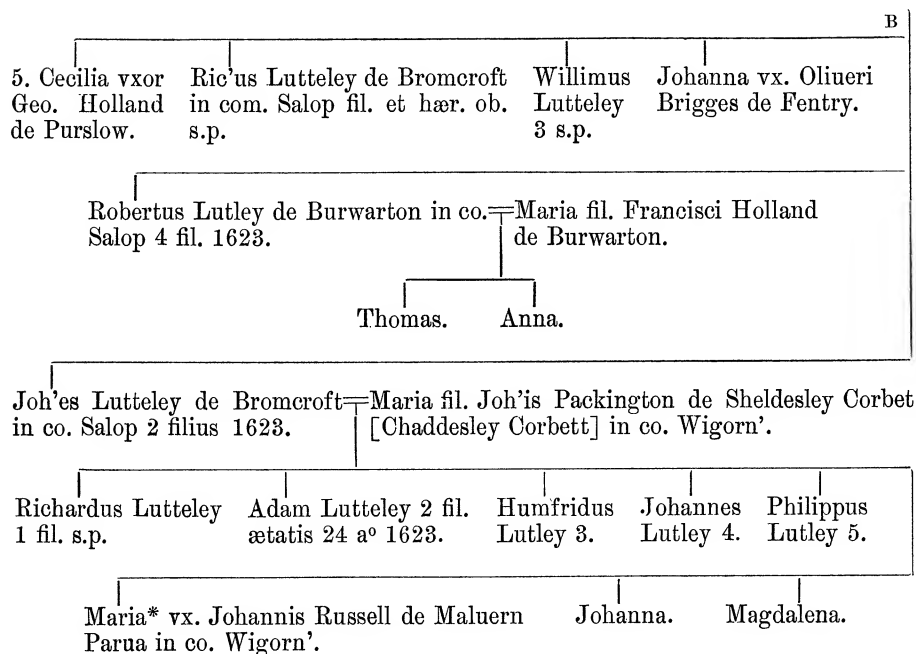 B
5. Cecilia vxor
Geo. Holland
de Purslow.
Ric'us Lutteley de Bromcroft
in com. Salop fil. et hær. ob.
s.p.
Willimus
Lutteley
3 s.p.
Johanna vx. Oliueri
Brigges de Fentry.
Robertus Lutley de Burwarton in co.
Salop 4 fil. 1623.
Maria fil. Francisci Holland
de Burwarton.
Thomas.
Anna.
Joh'es Lutteley de Bromcroft
in co. Salop 2 filius 1623.
Maria fil. Joh'is Packington de Sheldesley Corbet
[Chaddesley Corbett] in co. Wigorn'.
Richardus Lutteley
1 fil. s.p.
Adam Lutteley 2 fil.
ætatis 24 aº 1623.
Humfridus
Lutley 3.
Johannes
Lutley 4.
Philippus
Lutley 5.
Maria* vx. Johannis Russell de Maluern
Parua in co. Wigorn'.
Johanna.
Magdalena.